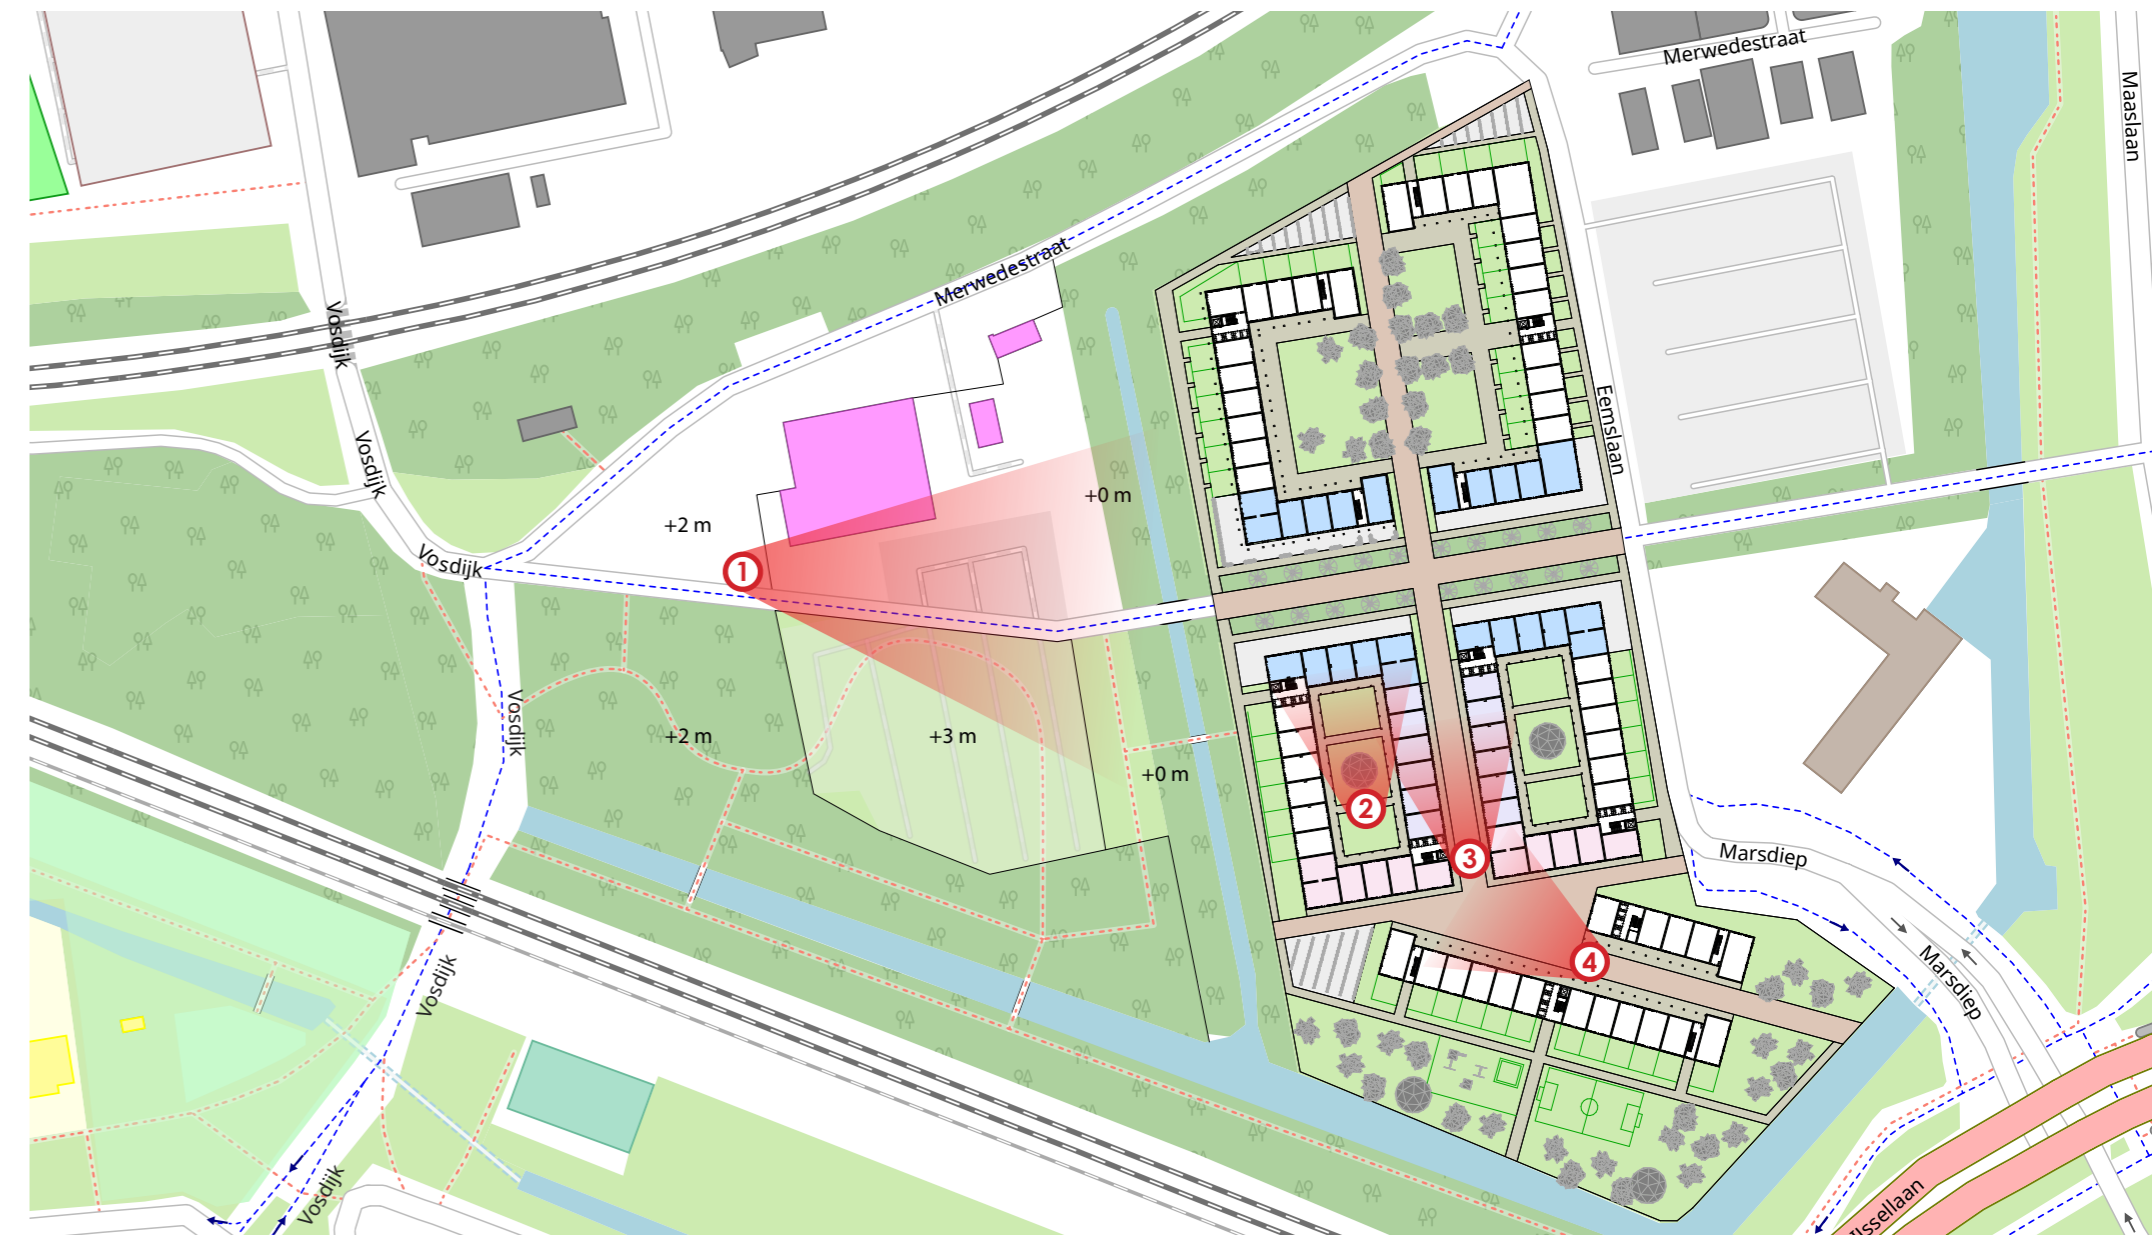 Merwedestraat
Maaslaan
Merwedestraat
Vosdijk
Vosdijk
Eemslaan
+2 m
+0 m
1
Vosdijk
Vosdijk
+2 m
+3 m
+0 m
2
3
Marsdiep
4
Marsdiep
Vosdijk
Vosdijk
IJssellaan